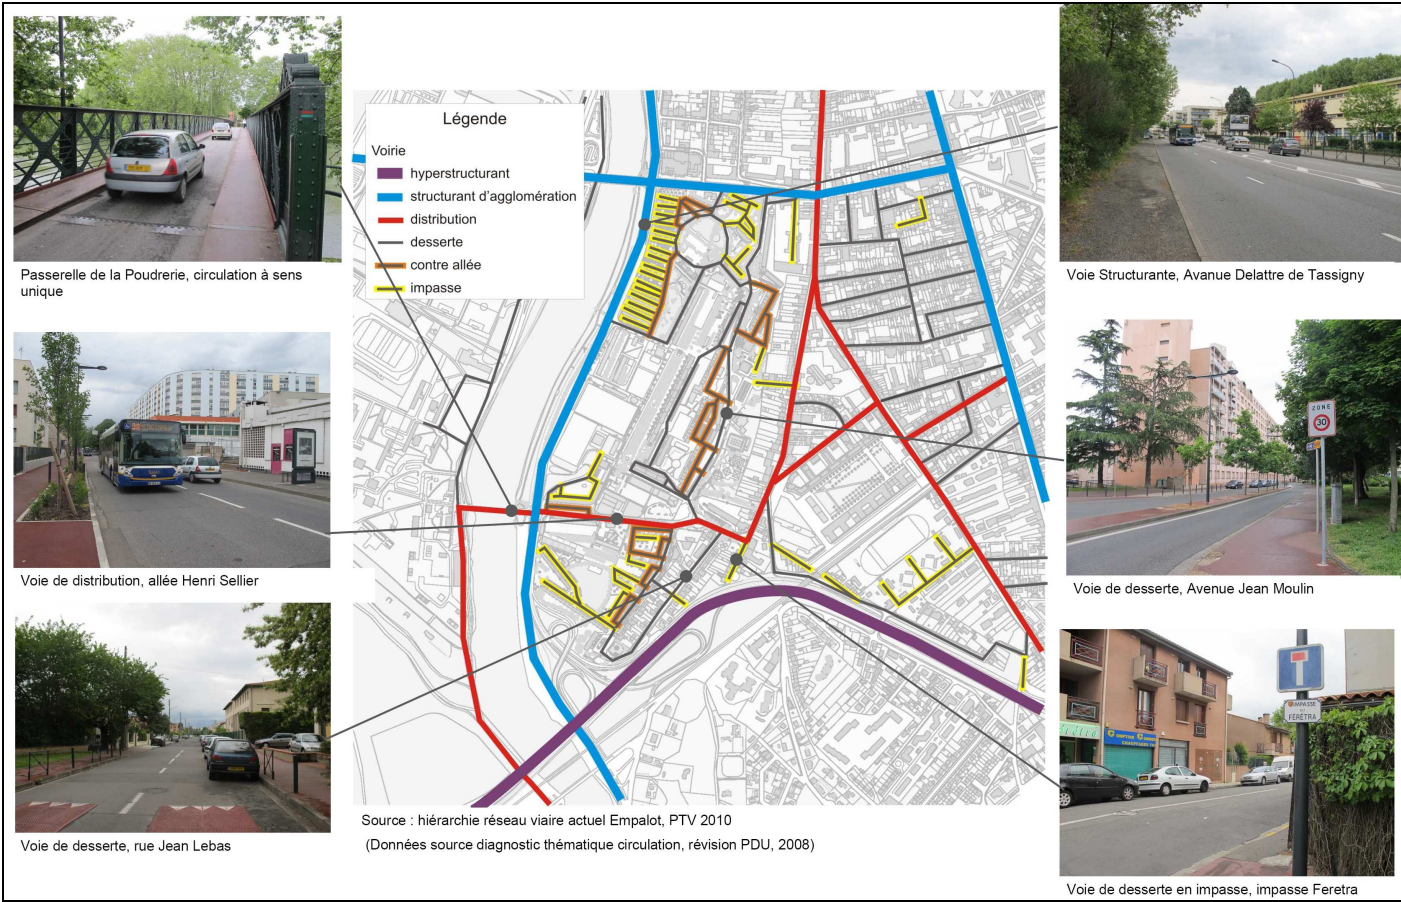 Légende
Voirie
hyperstructurant
structurant d'agglomération
distribution
desserte
contre allée
impasse
Passerelle de la Poudrerie, circulation à sens
unique
Voie de distribution, allée Henri Sellier
Voie de desserte, rue Jean Lebas
Source : hiérarchie réseau viaire actuel Empalot, PTV 2010
(Données source diagnostic thématique circulation, révision PDU, 2008)
Voie Structurante, Avanue Delattre de Tassigny
ZONE
30
Voie de desserte, Avenue Jean Moulin
IMPASSE
FERETRA
Voie de desserte en impasse, impasse Feretra